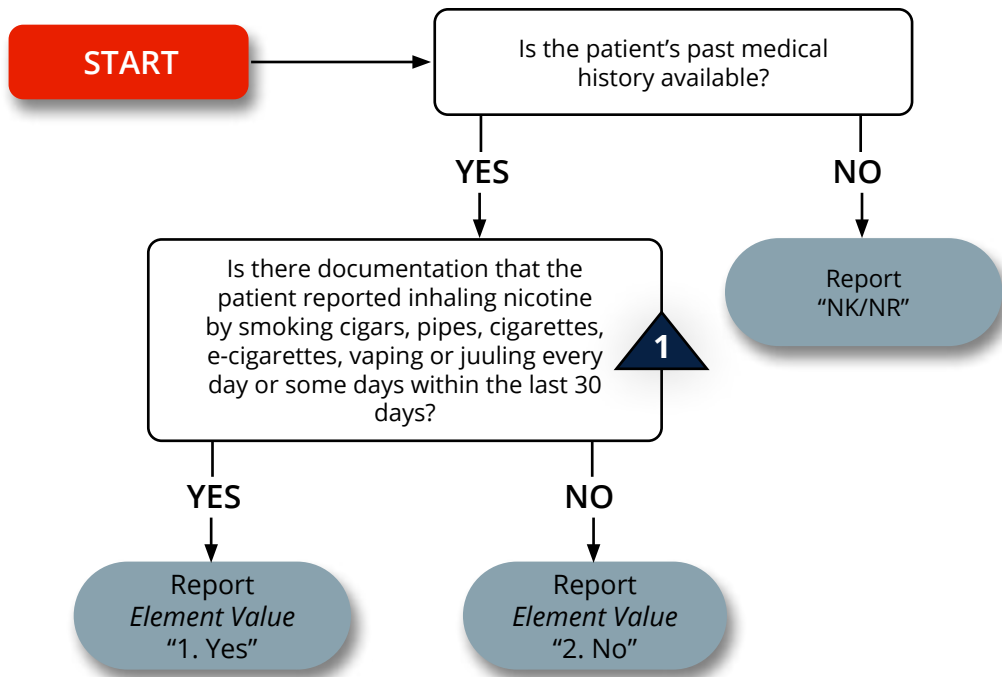 START
Is the patient’s past medical
history available?
YES
NO
Is there documentation that the
patient reported inhaling nicotine
by smoking cigars, pipes, cigarettes,
e-cigarettes, vaping or juuling every
day or some days within the last 30
days?
1
Report
“NK/NR”
YES
NO
Report
Element Value
“1. Yes”
Report
Element Value
“2. No”